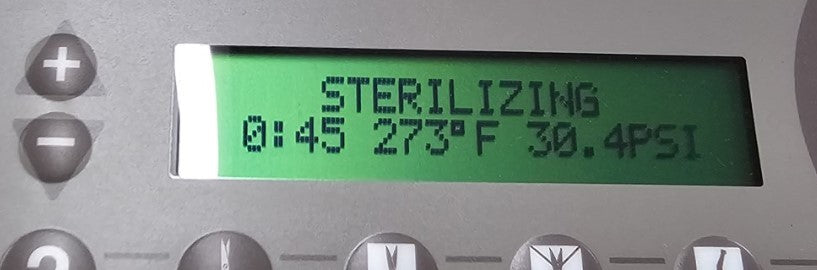 +
STERILIZING
0:45 273°F 30.4PSI
-
?